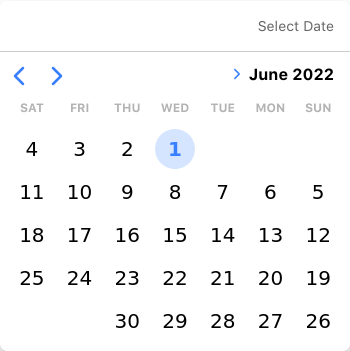 Select Date
June 2022
SAT FRI THU WED TUE MON SUN
4 3 2 1
11 10 9 8 7 6 5
18 17 16 15 14 13 12
25 24 23 22 21 20 19
30 29 28 27 26